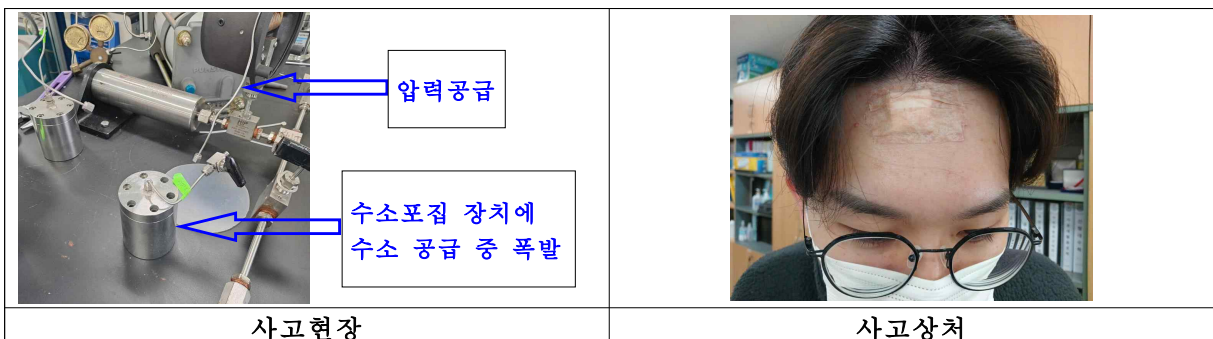 압력공급
수소포집 장치에
수소 공급 중 폭발
사고현장
사고상처